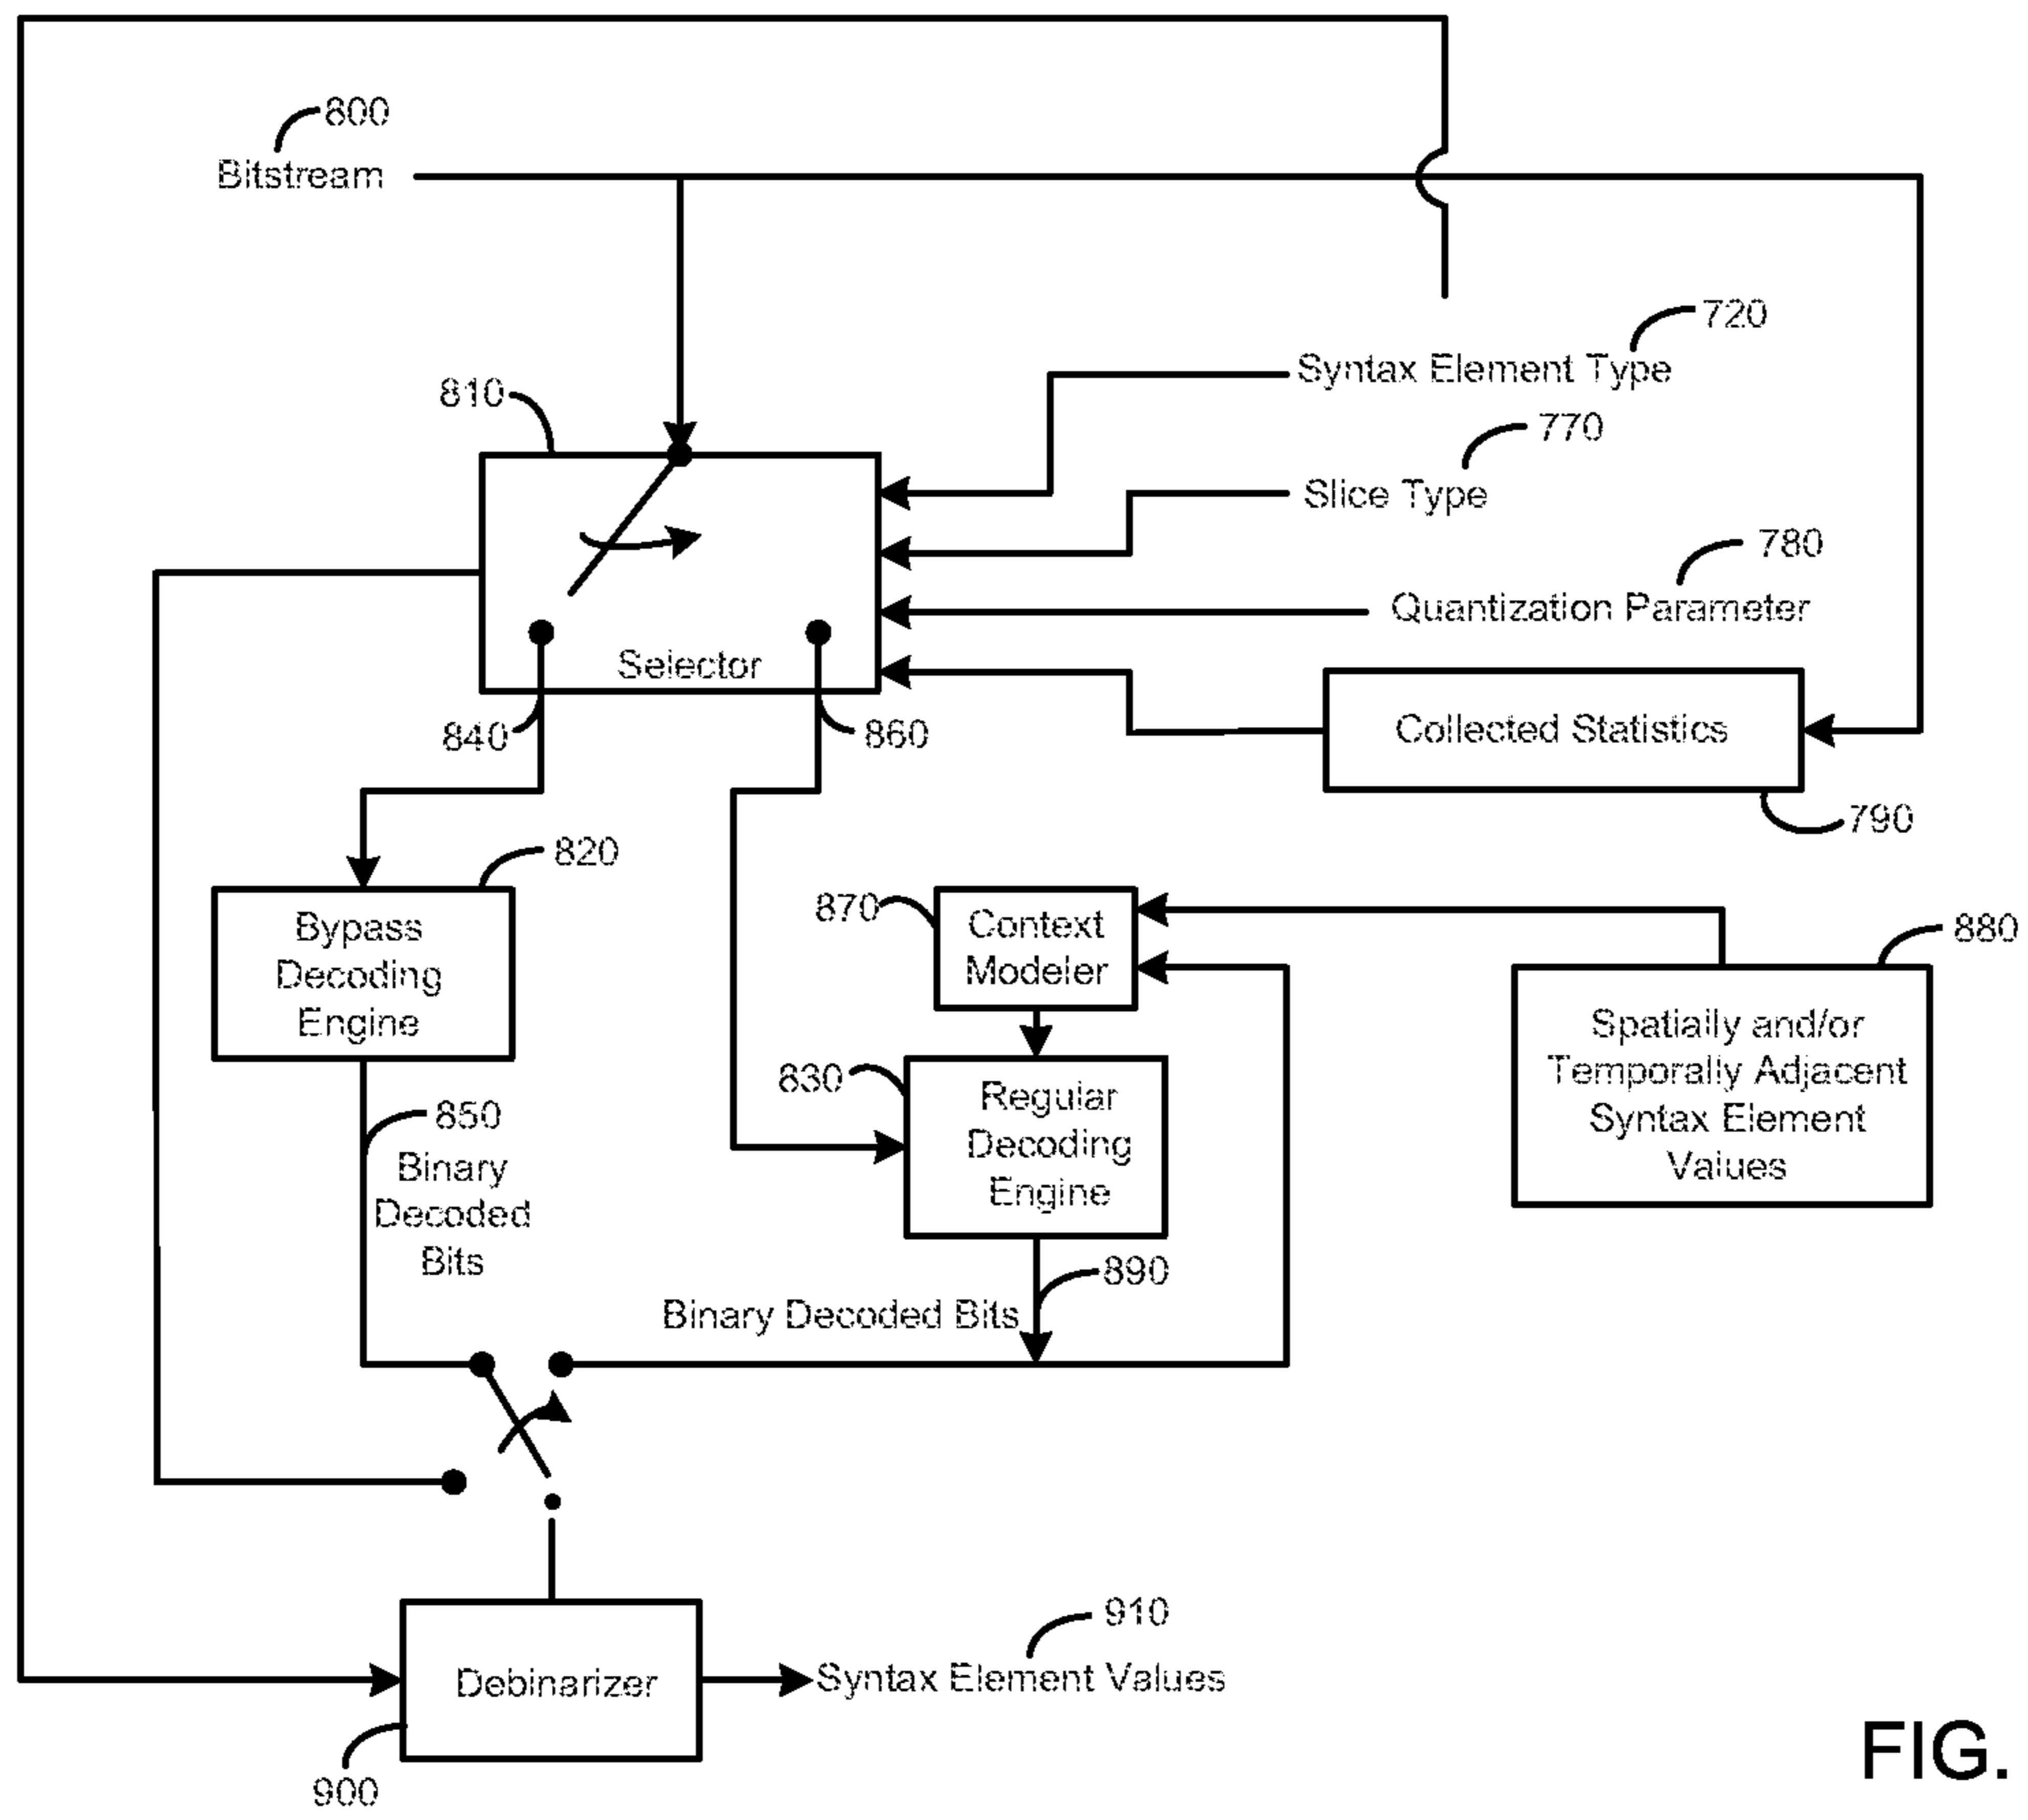 800
Bitstream
720
Syntax Element Type
810
770
Slice Type
780
Quantization Parameter
Selector
840
860
Collected Statistics
790
820
Bypass
Decoding
Engine
870
Context
Modeler
880
Spatially and/or
Temporally Adjacent
Syntax Element
Values
830
Regular
Decoding
Engine
850
Binary
Decoded
Bits
890
Binary Decoded Bits
910
Debinarizer
Syntax Element Values
900
FIG.